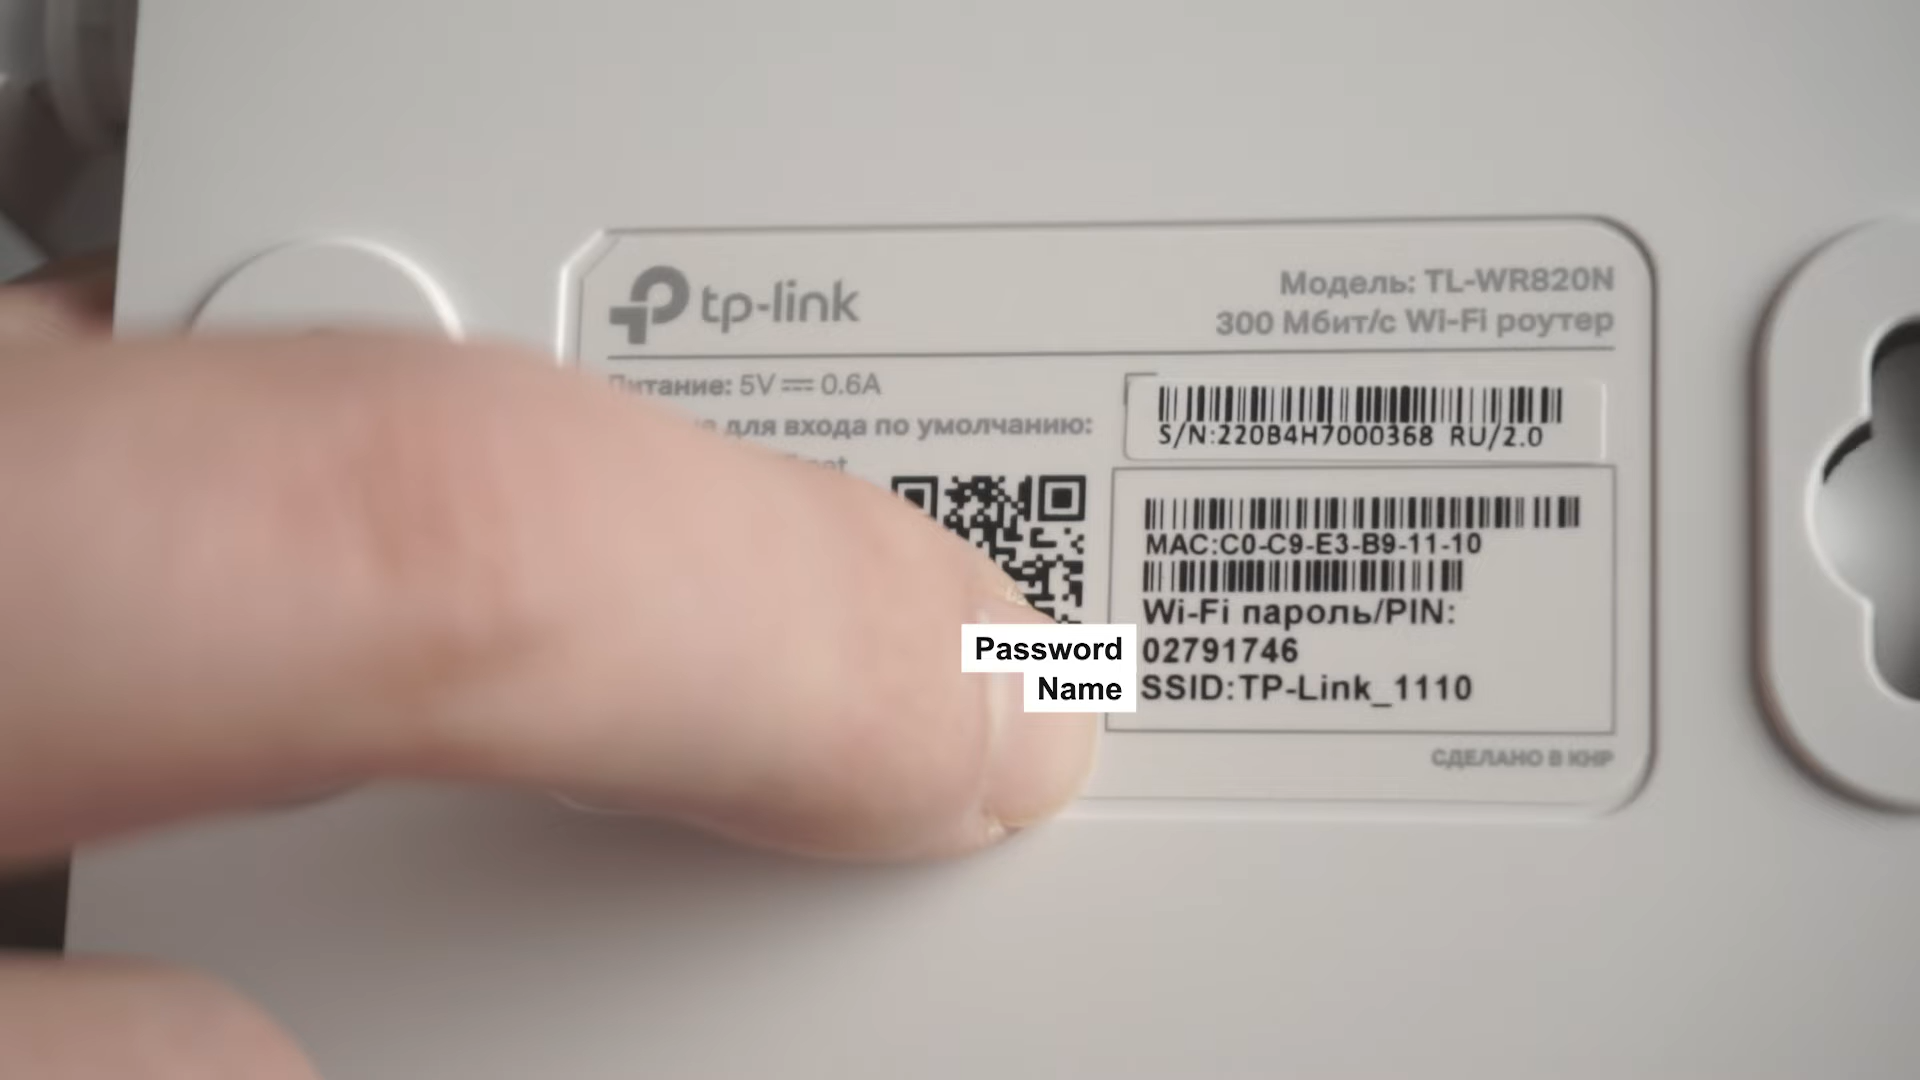 tp-link
Модель: TL-WR820N
300 Мбит/с Wi-Fi роутер
Питание: 5V ⎓ 0.6A
для входа по умолчанию:
S/N:220B4H7000368 RU/2.0
MAC:C0-C9-E3-B9-11-10
Wi-Fi пароль/PIN:
Password 02791746
Name SSID:TP-Link_1110
СДЕЛАНО В КНР